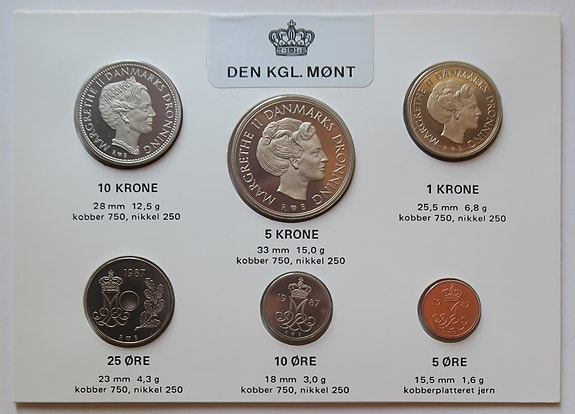 DEN KGL. MØNT
MARGRETHE II DANMARKS DRONNING
R ♥ B
10 KRONE
28 mm 12,5 g
kobber 750, nikkel 250
MARGRETHE II DANMARKS DRONNING
R ♥ B
5 KRONE
33 mm 15,0 g
kobber 750, nikkel 250
MARGRETHE II DANMARKS DRONNING
R ♥ B
1 KRONE
25,5 mm 6,8 g
kobber 750, nikkel 250
1987
R ♥ B
25 ØRE
23 mm 4,3 g
kobber 750, nikkel 250
19 87
R ♥ B
10 ØRE
18 mm 3,0 g
kobber 750, nikkel 250
19 87
5 ØRE
15,5 mm 1,6 g
kobberplatteret jern